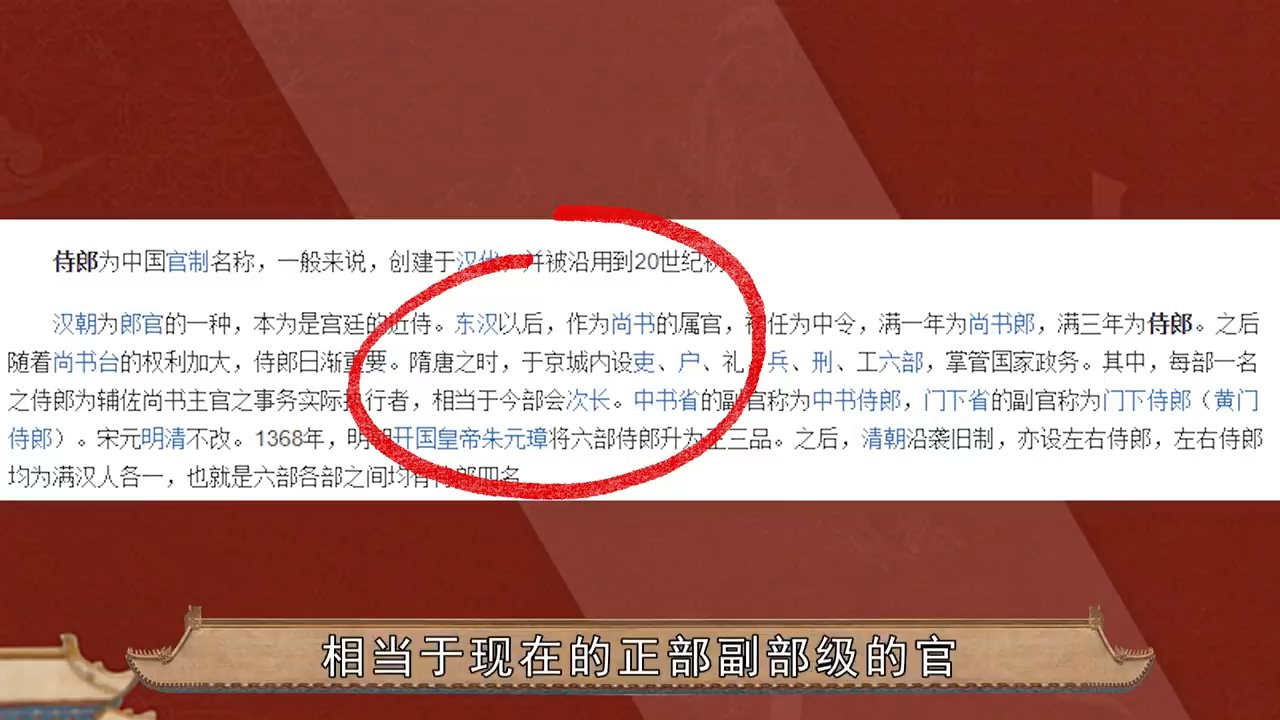 侍郎为中国官制名称，一般来说，创建于汉代，并被沿用到20世纪初
汉朝为郎官的一种，本为是宫廷的近侍。东汉以后，作为尚书的属官，初任为中令，满一年为尚书郎，满三年为侍郎。之后
随着尚书台的权利加大，侍郎日渐重要。隋唐之时，于京城内设吏、户、礼、兵、刑、工六部，掌管国家政务。其中，每部一名
之侍郎为辅佐尚书主官之事务实际执行者，相当于今部会次长。中书省的副官称为中书侍郎，门下省的副官称为门下侍郎（黄门
侍郎）。宋元明清不改。1368年，明朝开国皇帝朱元璋将六部侍郎升为正三品。之后，清朝沿袭旧制，亦设左右侍郎，左右侍郎
均为满汉人各一，也就是六部各部之间均有侍郎四名
相当于现在的正部副部级的官